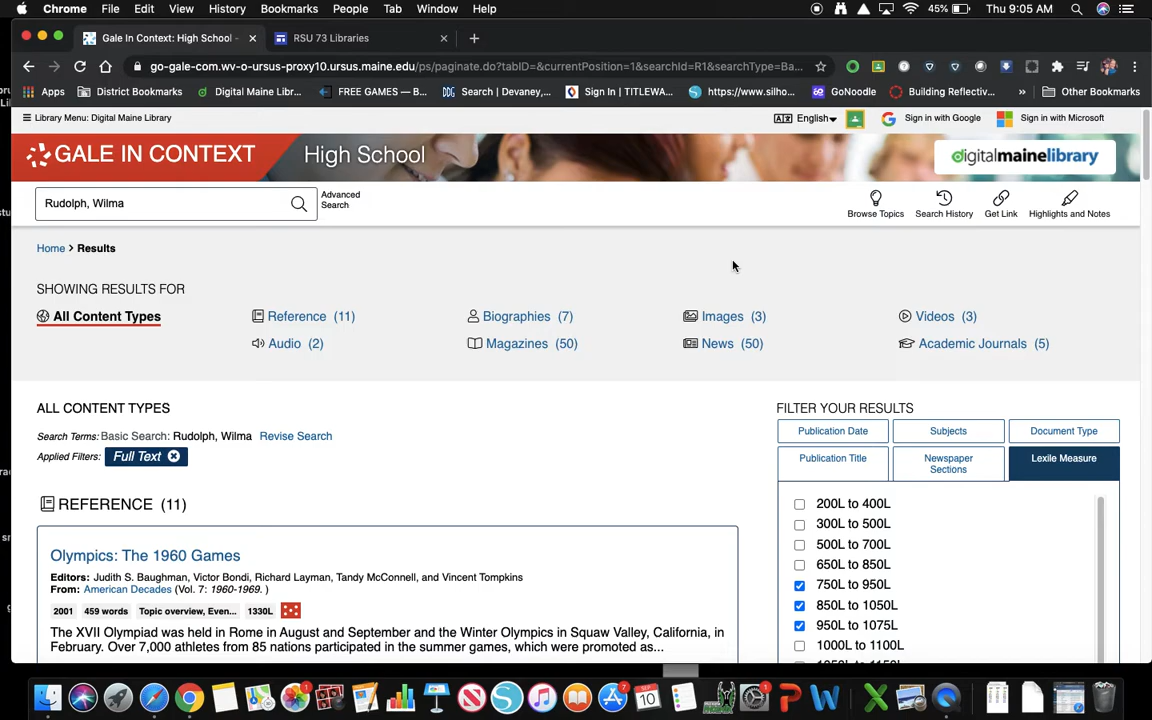 Chrome File Edit View History Bookmarks People Tab Window Help 45% Thu 9:05 AM
Gale In Context: High School - RSU 73 Libraries
go-gale-com.wv-o-ursus-proxy10.ursus.maine.edu/ps/paginate.do?tabID=&currentPosition=1&searchId=R1&searchType=Ba...
Apps District Bookmarks Digital Maine Libr... FREE GAMES — B... Search | Devaney,... Sign In | TITLEWA... https://www.silho... GoNoodle Building Reflectiv... » Other Bookmarks
Library Menu: Digital Maine Library English Sign in with Google Sign in with Microsoft
GALE IN CONTEXT High School digitalmainelibrary
Rudolph, Wilma Advanced Search Browse Topics Search History Get Link Highlights and Notes
Home > Results
SHOWING RESULTS FOR
All Content Types Reference (11) Biographies (7) Images (3) Videos (3)
Audio (2) Magazines (50) News (50) Academic Journals (5)
ALL CONTENT TYPES
Search Terms: Basic Search: Rudolph, Wilma Revise Search
Applied Filters: Full Text
REFERENCE (11)
Olympics: The 1960 Games
Editors: Judith S. Baughman, Victor Bondi, Richard Layman, Tandy McConnell, and Vincent Tompkins
From: American Decades (Vol. 7: 1960-1969. )
2001 459 words Topic overview, Even... 1330L
The XVII Olympiad was held in Rome in August and September and the Winter Olympics in Squaw Valley, California, in
February. Over 7,000 athletes from 85 nations participated in the summer games, which were promoted as...
FILTER YOUR RESULTS
Publication Date Subjects Document Type
Publication Title Newspaper Sections Lexile Measure
200L to 400L
300L to 500L
500L to 700L
650L to 850L
750L to 950L
850L to 1050L
950L to 1075L
1000L to 1100L